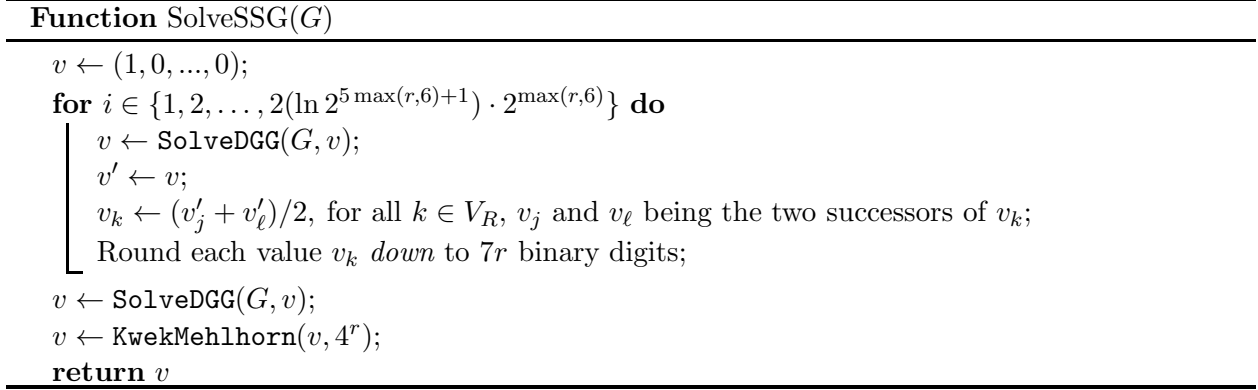 Function SolveSSG(G)
v ← (1, 0, ..., 0);
for i ∈ {1, 2, . . . , 2(ln 2^{5 max(r,6)+1}) · 2^{max(r,6)}} do
v ← SolveDGG(G, v);
v′ ← v;
v_k ← (v′_j + v′_ℓ)/2, for all k ∈ V_R, v_j and v_ℓ being the two successors of v_k;
Round each value v_k down to 7r binary digits;
v ← SolveDGG(G, v);
v ← KwekMehlhorn(v, 4^r);
return v